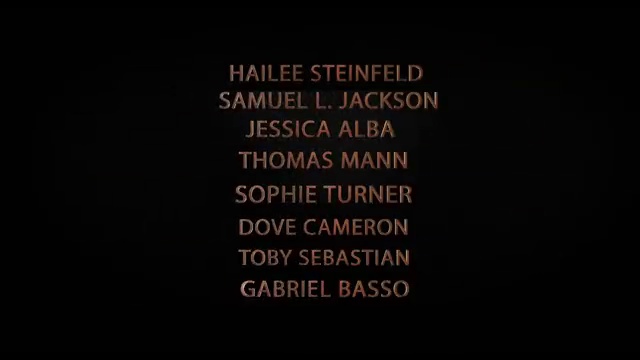 HAILEE STEINFELD
SAMUEL L. JACKSON
JESSICA ALBA
THOMAS MANN
SOPHIE TURNER
DOVE CAMERON
TOBY SEBASTIAN
GABRIEL BASSO